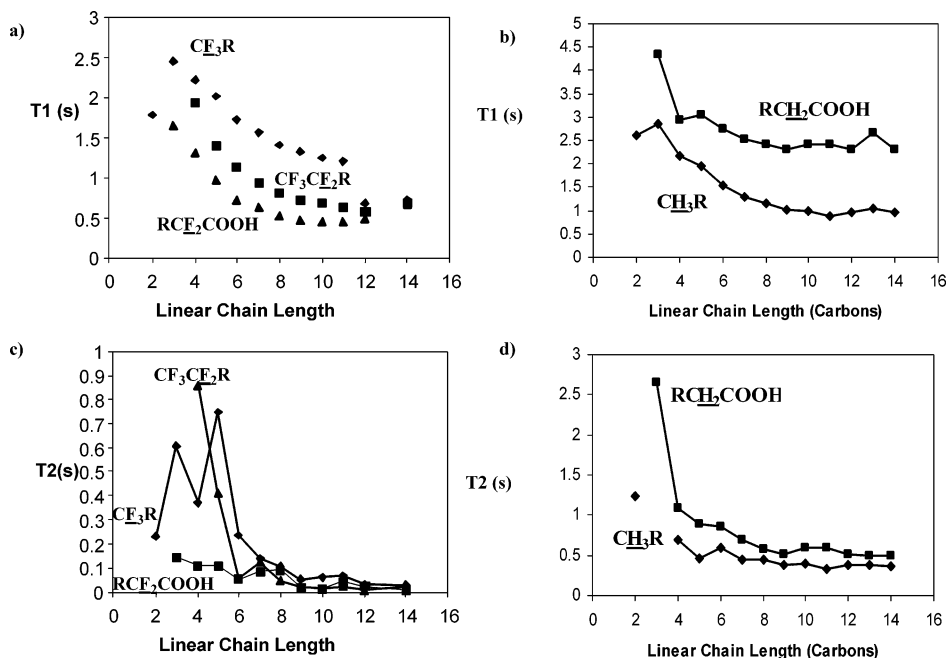 a)
3
2.5
2
1.5
1
0.5
0
T1 (s)
CF3R
CF3CF2R
RCF2COOH
0 2 4 6 8 10 12 14 16
Linear Chain Length
b)
5
4.5
4
3.5
3
2.5
2
1.5
1
0.5
0
T1 (s)
RCH2COOH
CH3R
0 2 4 6 8 10 12 14 16
Linear Chain Length (Carbons)
c)
1
0.9
0.8
0.7
0.6
0.5
0.4
0.3
0.2
0.1
0
T2(s)
CF3CF2R
CF3R
RCF2COOH
0 2 4 6 8 10 12 14 16
Linear Chain Length
d)
3
2.5
2
1.5
1
0.5
0
T2 (s)
RCH2COOH
CH3R
0 2 4 6 8 10 12 14 16
Linear Chain Length (Carbons)